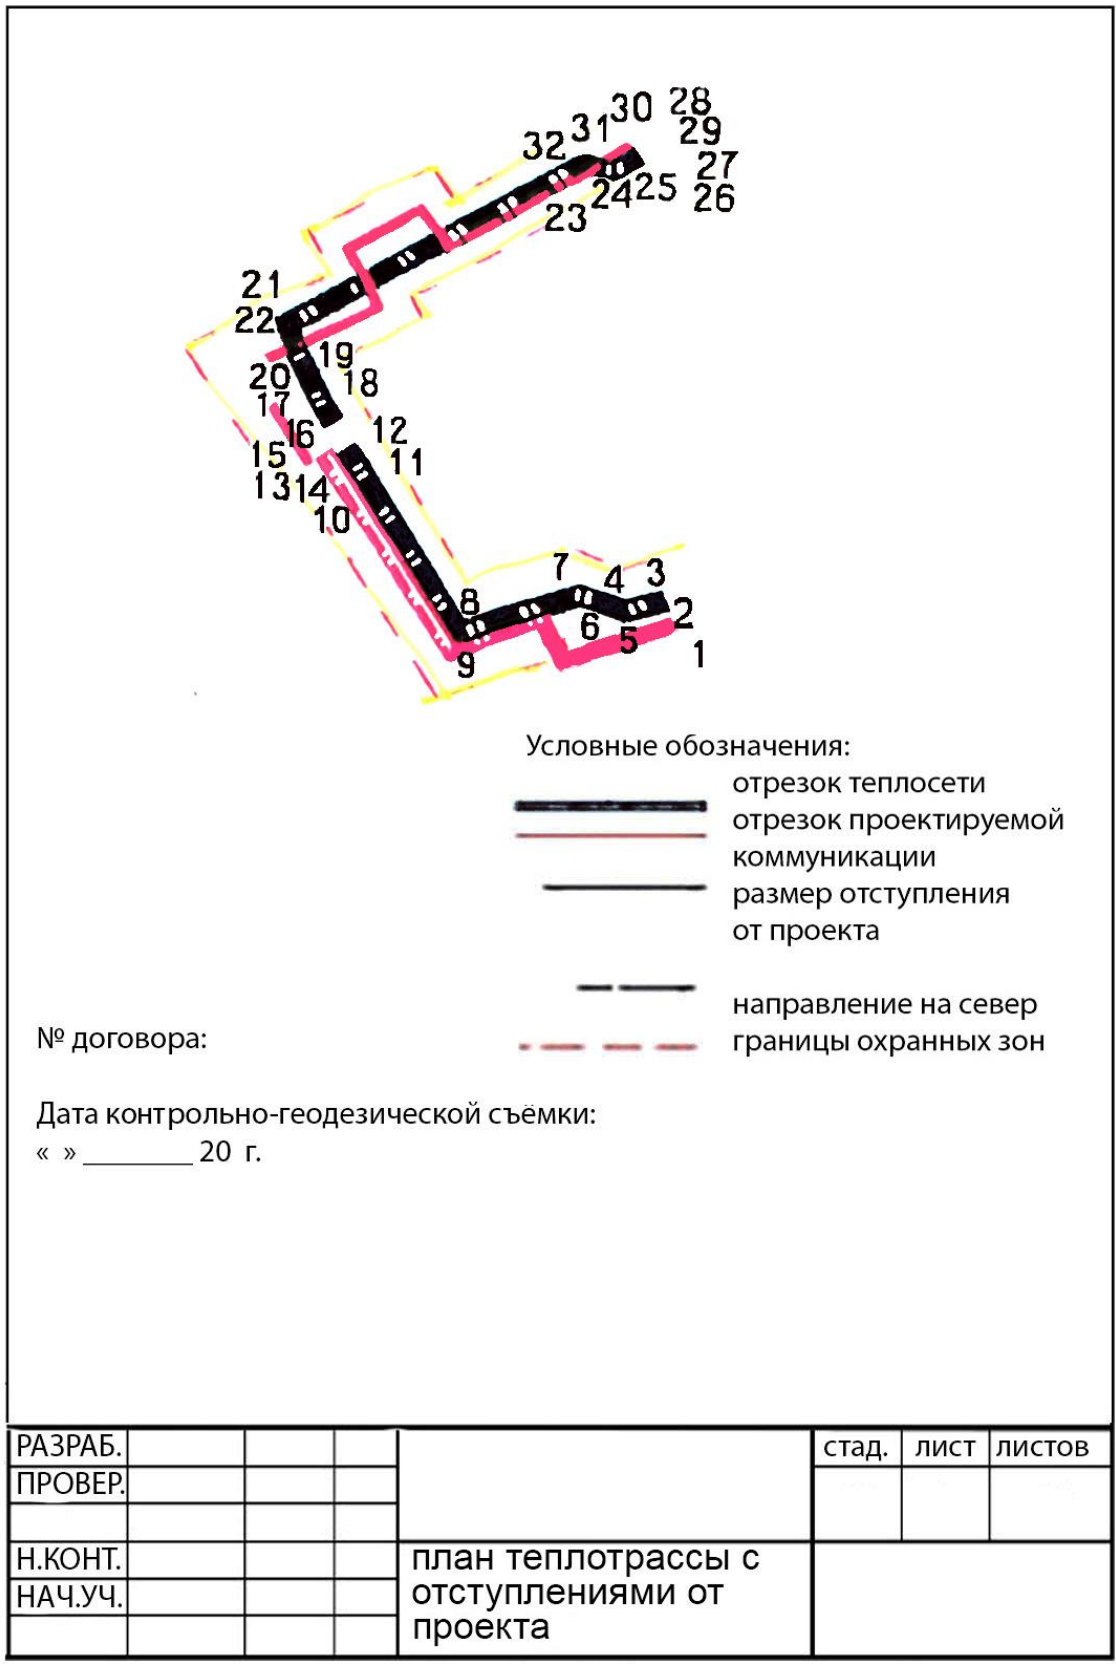 30 28
31 29
32
27
24 25 26
23
21
22
19
20 18
17
12
16
15 11
13 14
10
7
4 3
8
2
6 5
1
9
Условные обозначения:
отрезок теплосети
отрезок проектируемой
коммуникации
размер отступления
от проекта
направление на север
границы охранных зон
№ договора:
Дата контрольно-геодезической съёмки:
« » ________ 20 г.
РАЗРАБ.
ПРОВЕР.
Н.КОНТ.
НАЧ.УЧ.
план теплотрассы с
отступлениями от
проекта
стад. лист листов